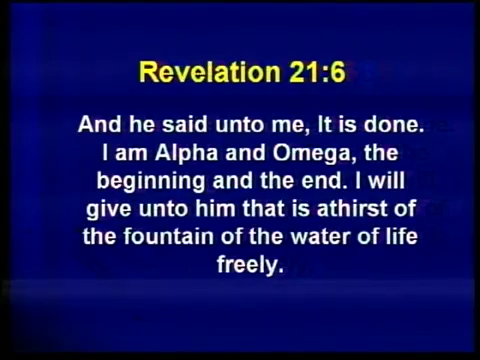 Revelation 21:6
And he said unto me, It is done.
I am Alpha and Omega, the
beginning and the end. I will
give unto him that is athirst of
the fountain of the water of life
freely.